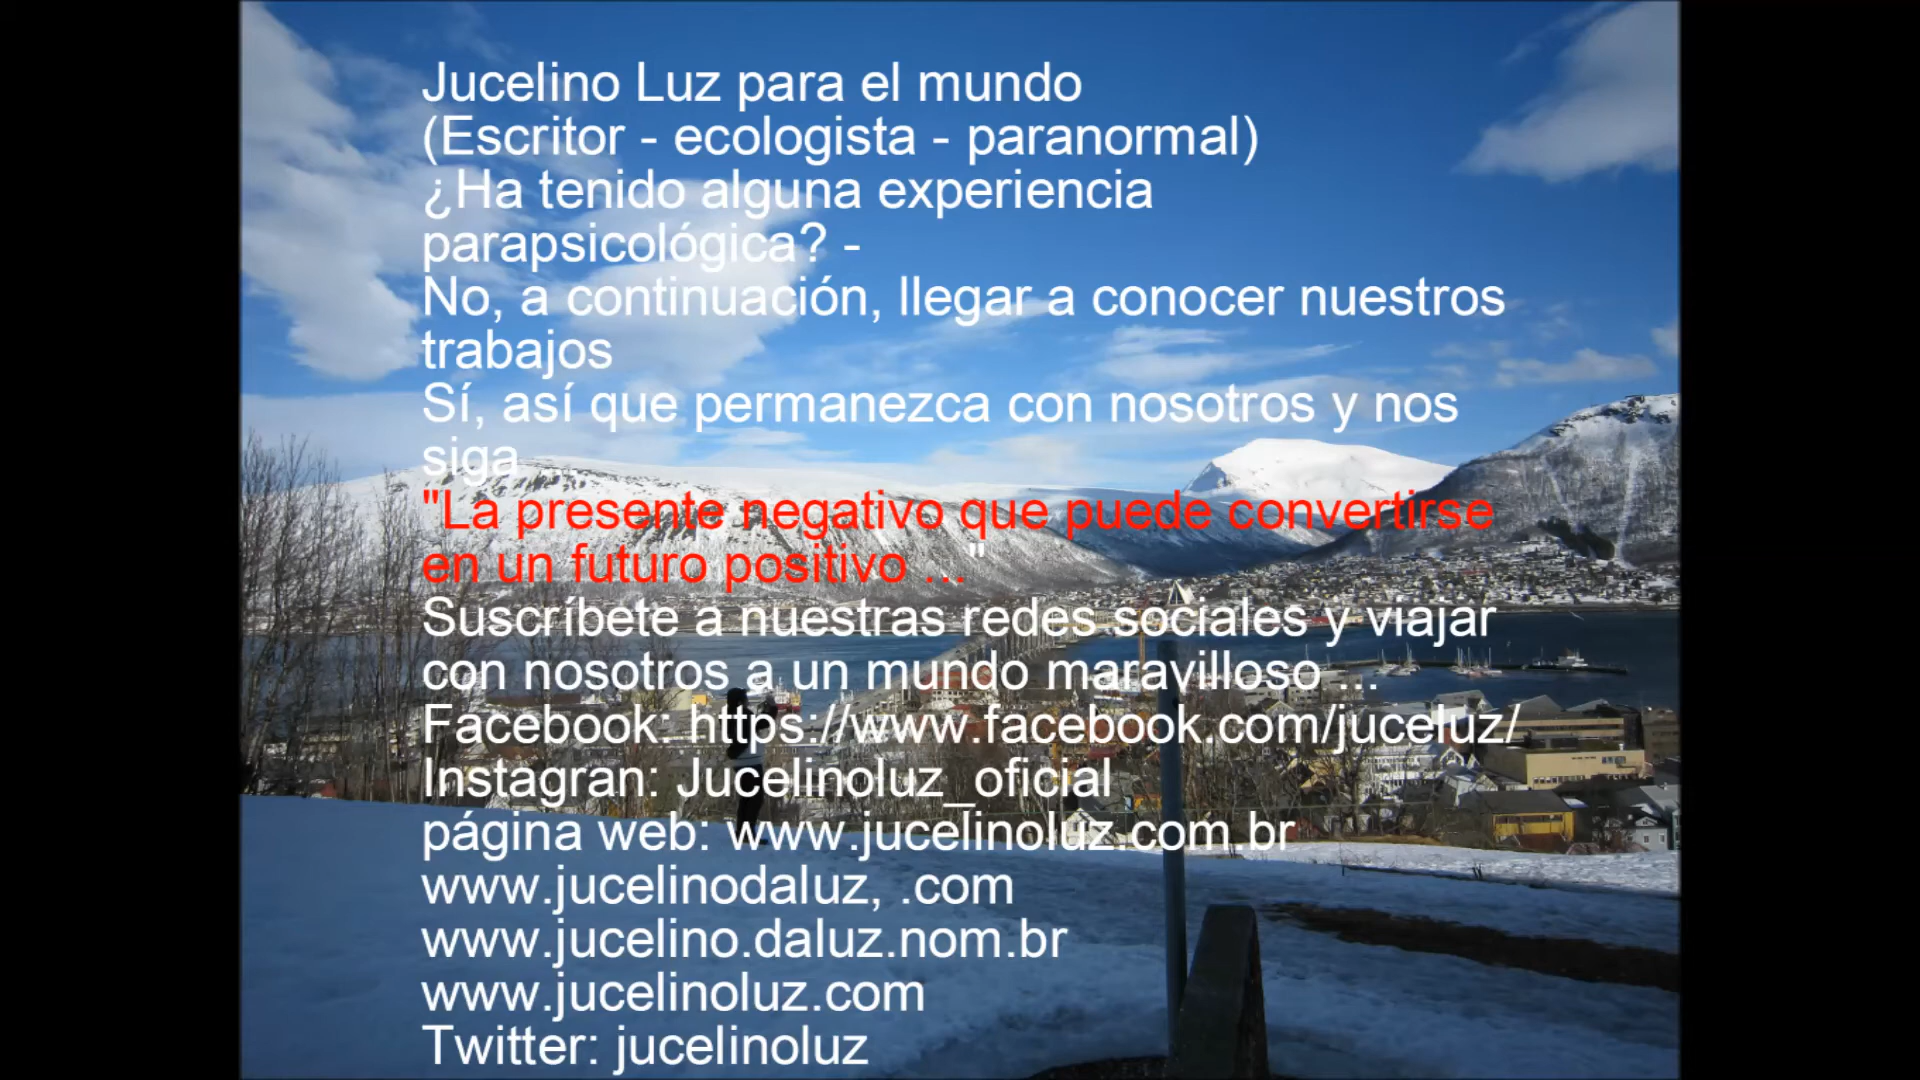 Jucelino Luz para el mundo
(Escritor - ecologista - paranormal)
¿Ha tenido alguna experiencia
parapsicológica? -
No, a continuación, llegar a conocer nuestros
trabajos
Sí, así que permanezca con nosotros y nos
siga ...
"La presente negativo que puede convertirse
en un futuro positivo ..."
Suscríbete a nuestras redes sociales y viajar
con nosotros a un mundo maravilloso ...
Facebook: https://www.facebook.com/juceluz/
Instagran: Jucelinoluz_oficial
página web: www.jucelinoluz.com.br
www.jucelinodaluz, .com
www.jucelino.daluz.nom.br
www.jucelinoluz.com
Twitter: jucelinoluz